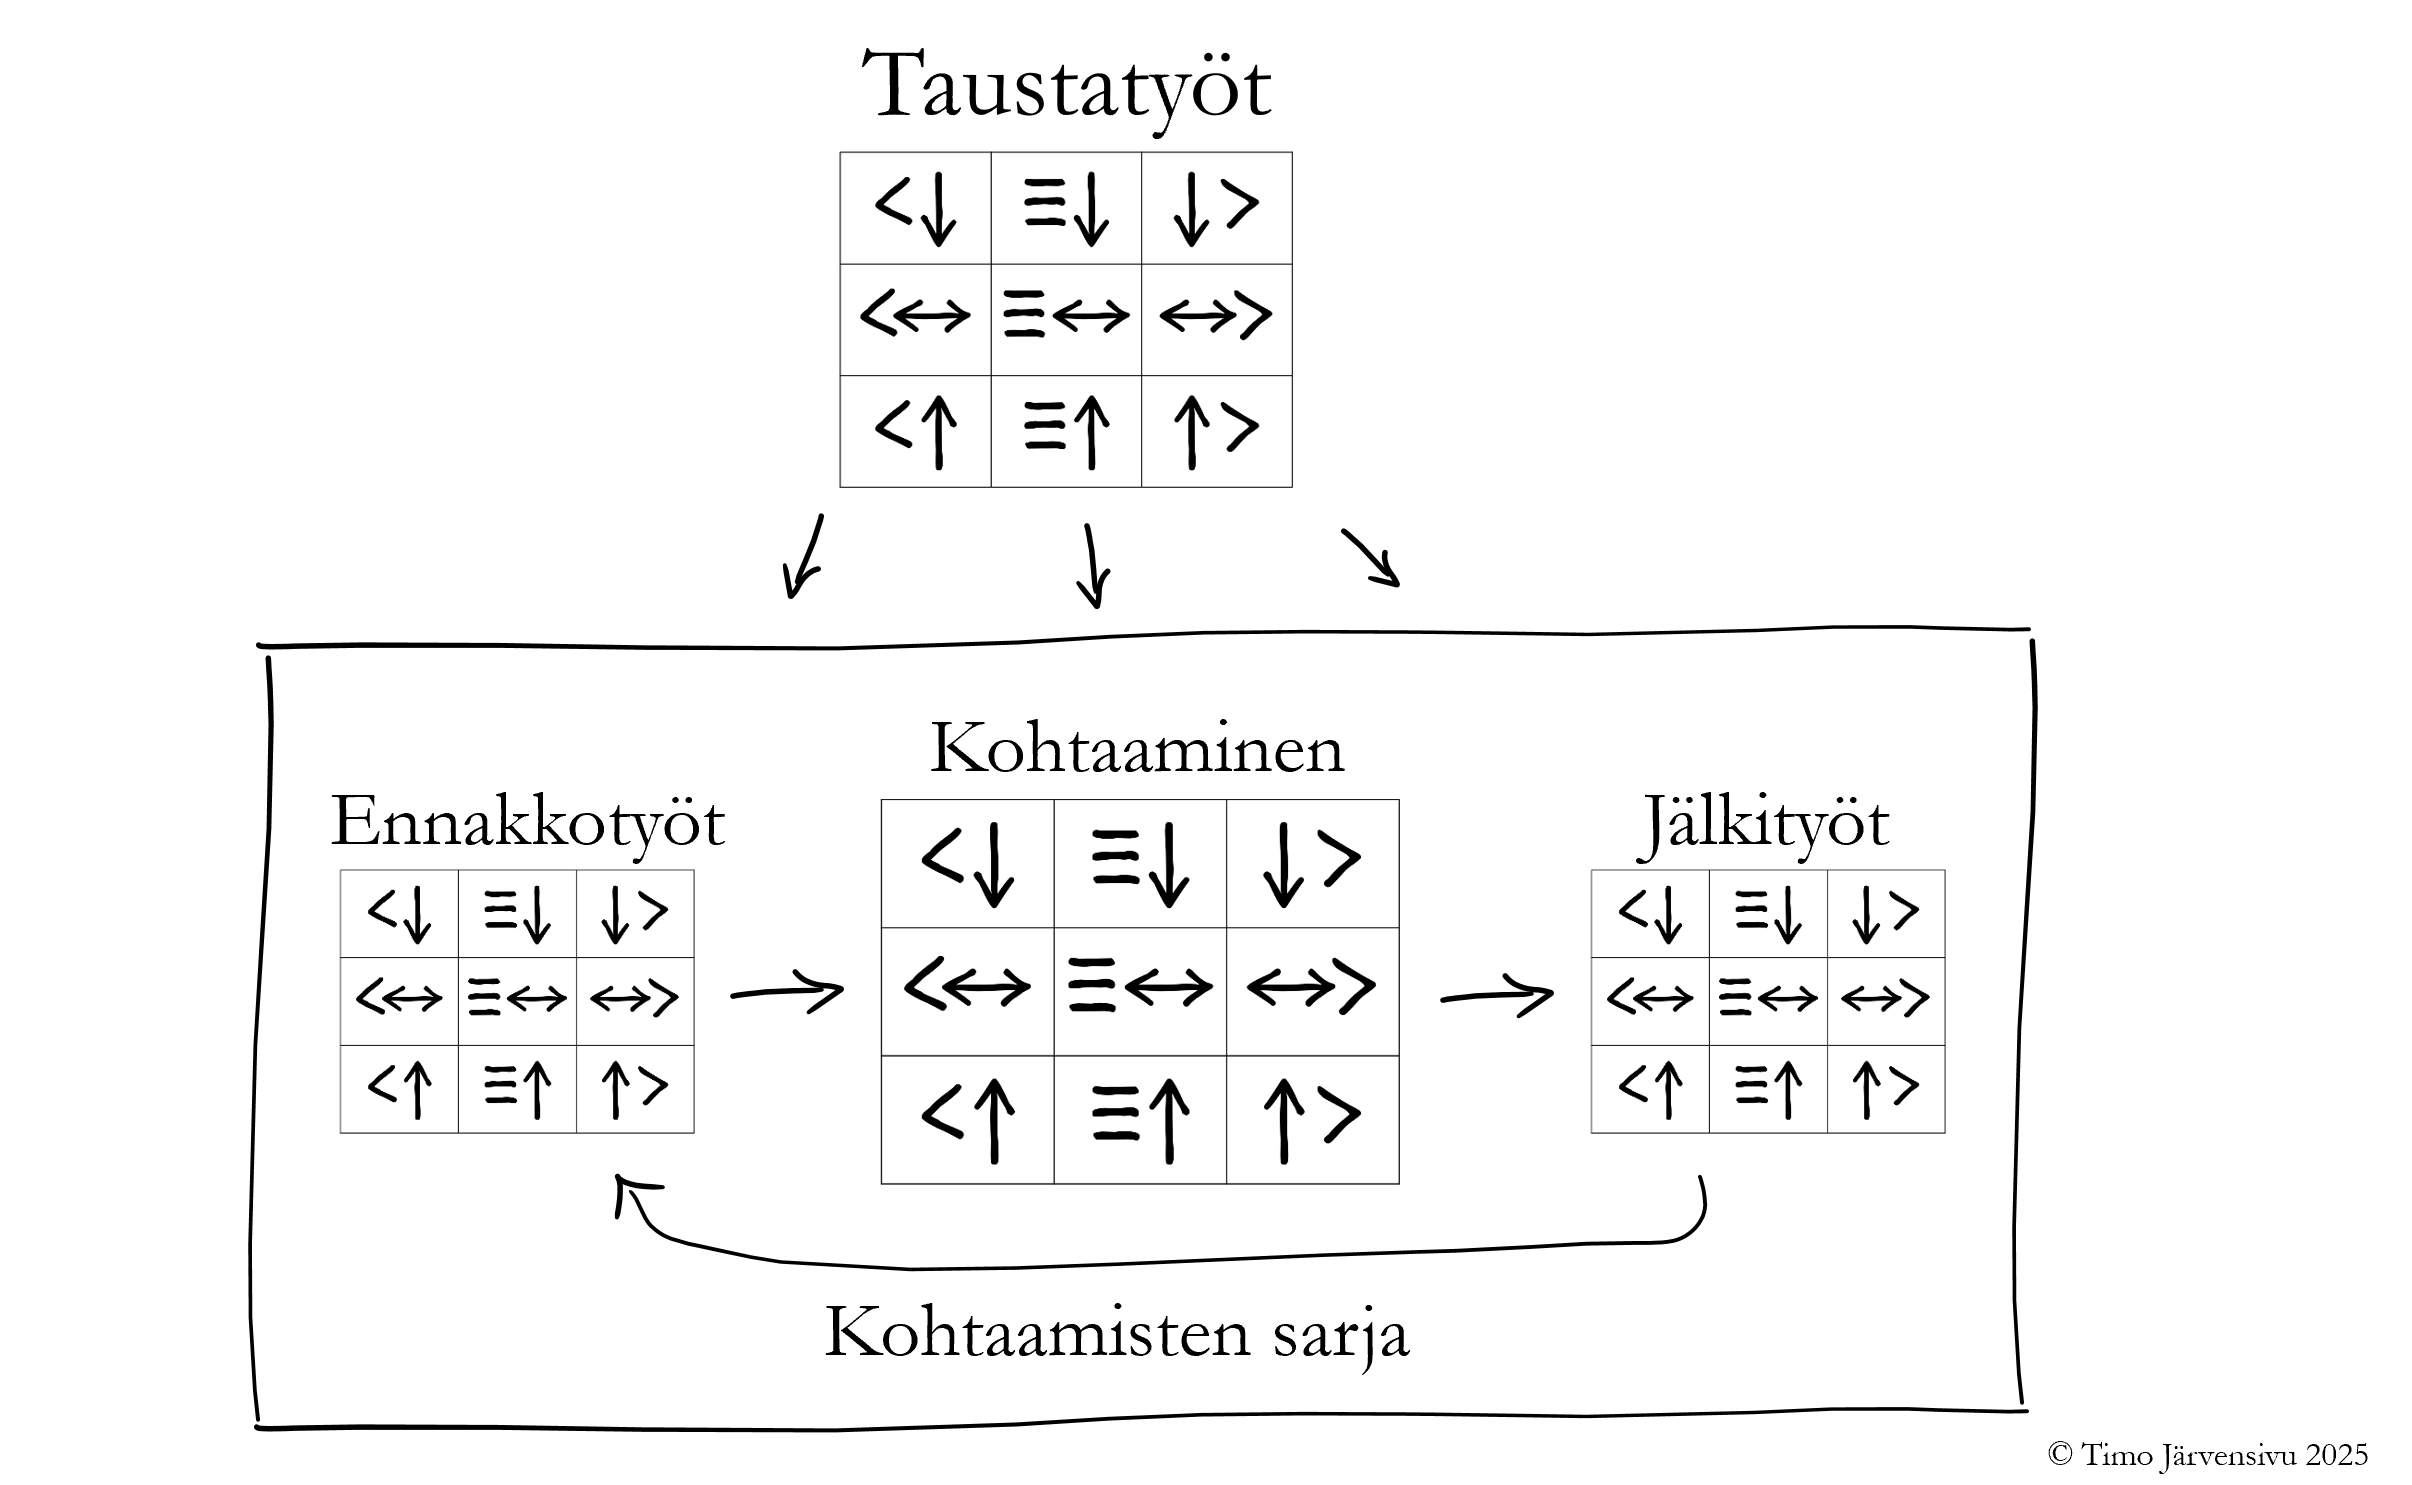 Taustatyöt
<↓ ≡↓ ↓>
<↔ ≡↔ ↔>
<↑ ≡↑ ↑>
Kohtaaminen
<↓ ≡↓ ↓>
<↔ ≡↔ ↔>
<↑ ≡↑ ↑>
Ennakkotyöt
<↓ ≡↓ ↓>
<↔ ≡↔ ↔>
<↑ ≡↑ ↑>
Jälkityöt
<↓ ≡↓ ↓>
<↔ ≡↔ ↔>
<↑ ≡↑ ↑>
Kohtaamisten sarja
© Timo Järvensivu 2025